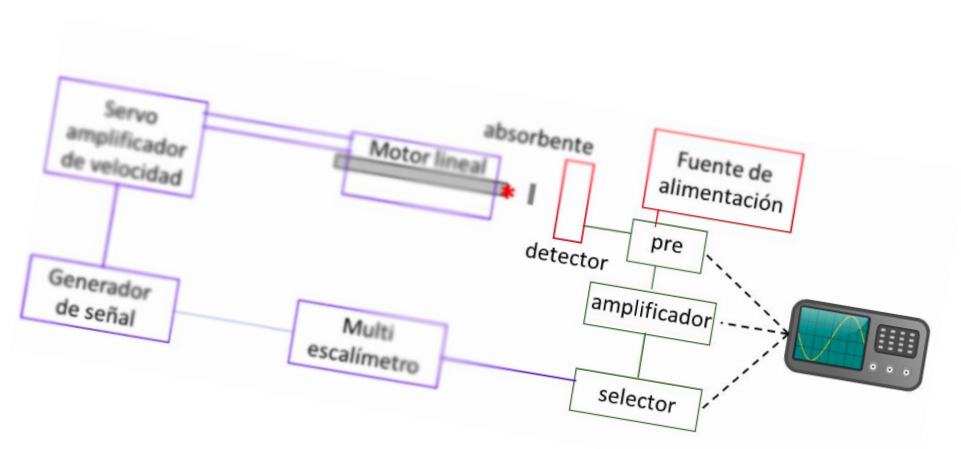 Servo
amplificador
de velocidad
Motor lineal
absorbente
Fuente de
alimentación
detector
pre
Generador
de señal
amplificador
Multi
escalímetro
selector